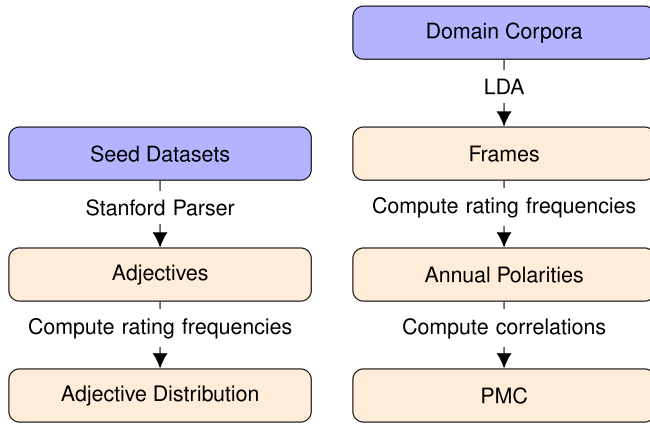 Domain Corpora
LDA
Seed Datasets
Frames
Stanford Parser
Compute rating frequencies
Adjectives
Annual Polarities
Compute rating frequencies
Compute correlations
Adjective Distribution
PMC